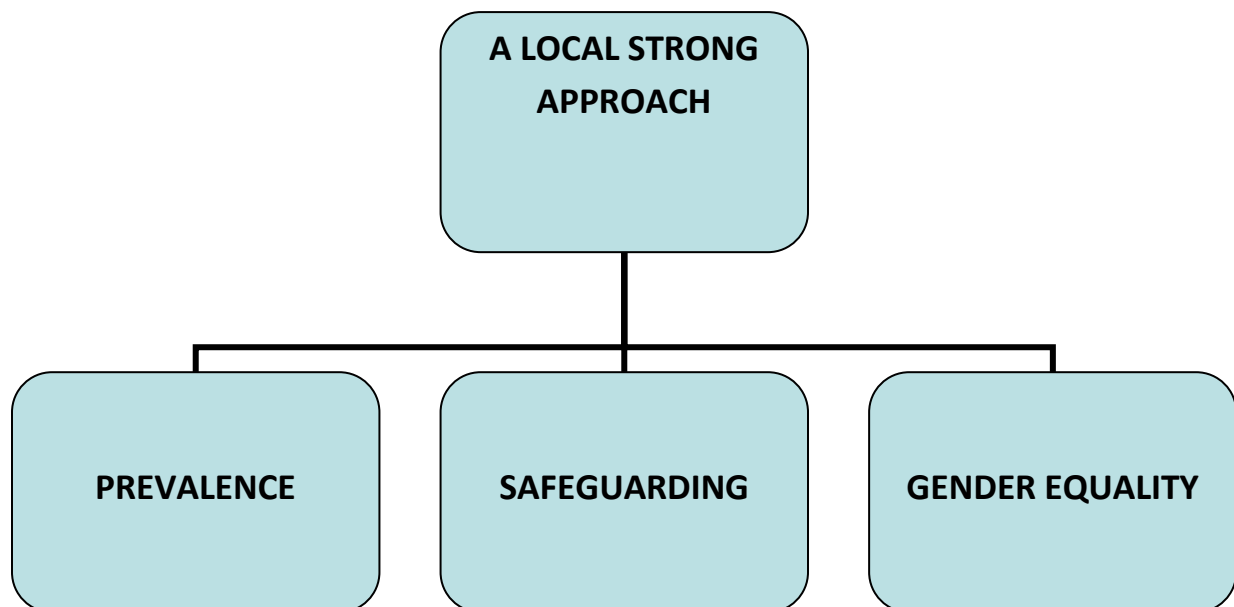 A LOCAL STRONG
APPROACH
PREVALENCE
SAFEGUARDING
GENDER EQUALITY